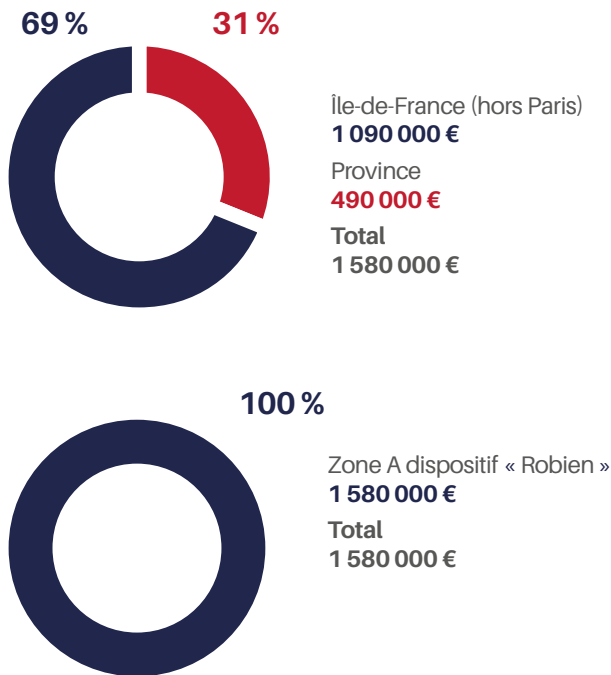 69 %
31 %
Île-de-France (hors Paris)
1 090 000 €
Province
490 000 €
Total
1 580 000 €
100 %
Zone A dispositif « Robien »
1 580 000 €
Total
1 580 000 €